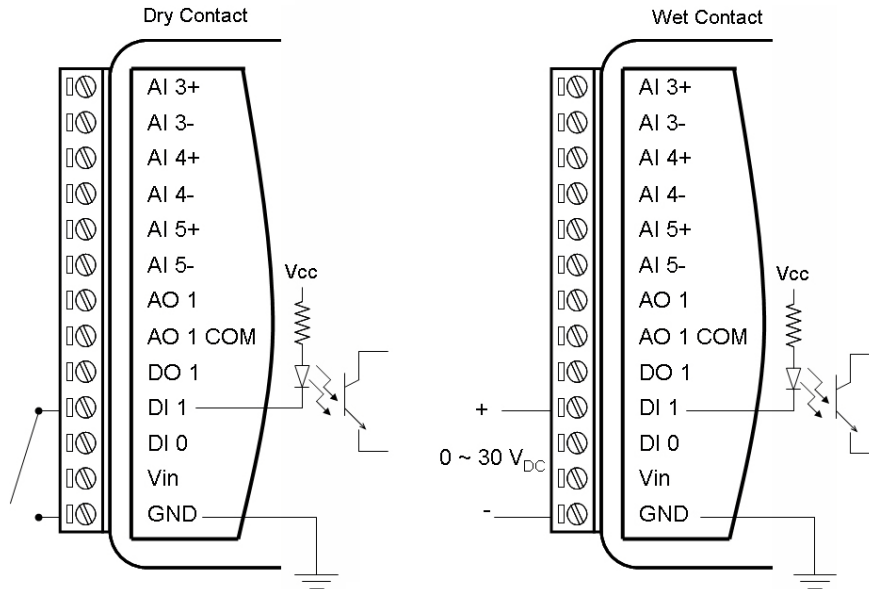 Dry Contact
AI 3+
AI 3-
AI 4+
AI 4-
AI 5+
AI 5-
AO 1
AO 1 COM
DO 1
DI 1
DI 0
Vin
GND
Vcc
Wet Contact
AI 3+
AI 3-
AI 4+
AI 4-
AI 5+
AI 5-
AO 1
AO 1 COM
DO 1
DI 1
DI 0
Vin
GND
Vcc
+
0 ~ 30 VDC
-